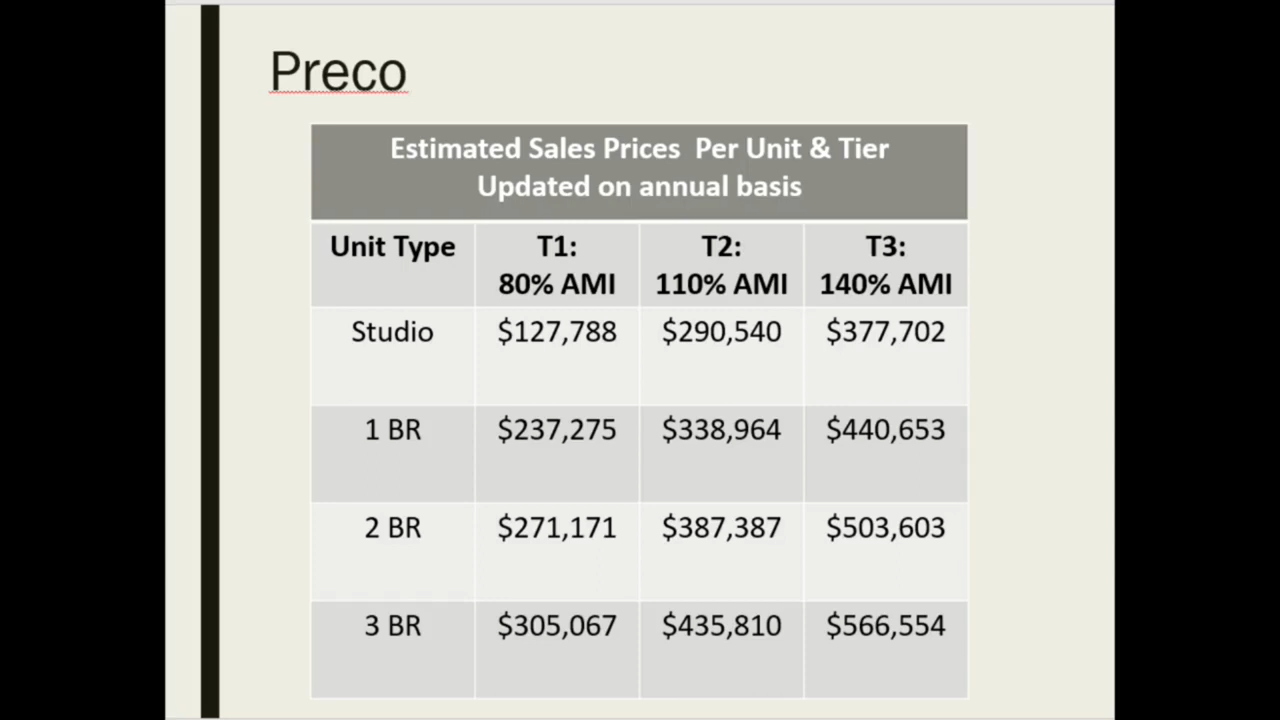 Preco
Estimated Sales Prices Per Unit & Tier
Updated on annual basis
Unit Type T1: T2: T3:
80% AMI 110% AMI 140% AMI
Studio $127,788 $290,540 $377,702
1 BR $237,275 $338,964 $440,653
2 BR $271,171 $387,387 $503,603
3 BR $305,067 $435,810 $566,554